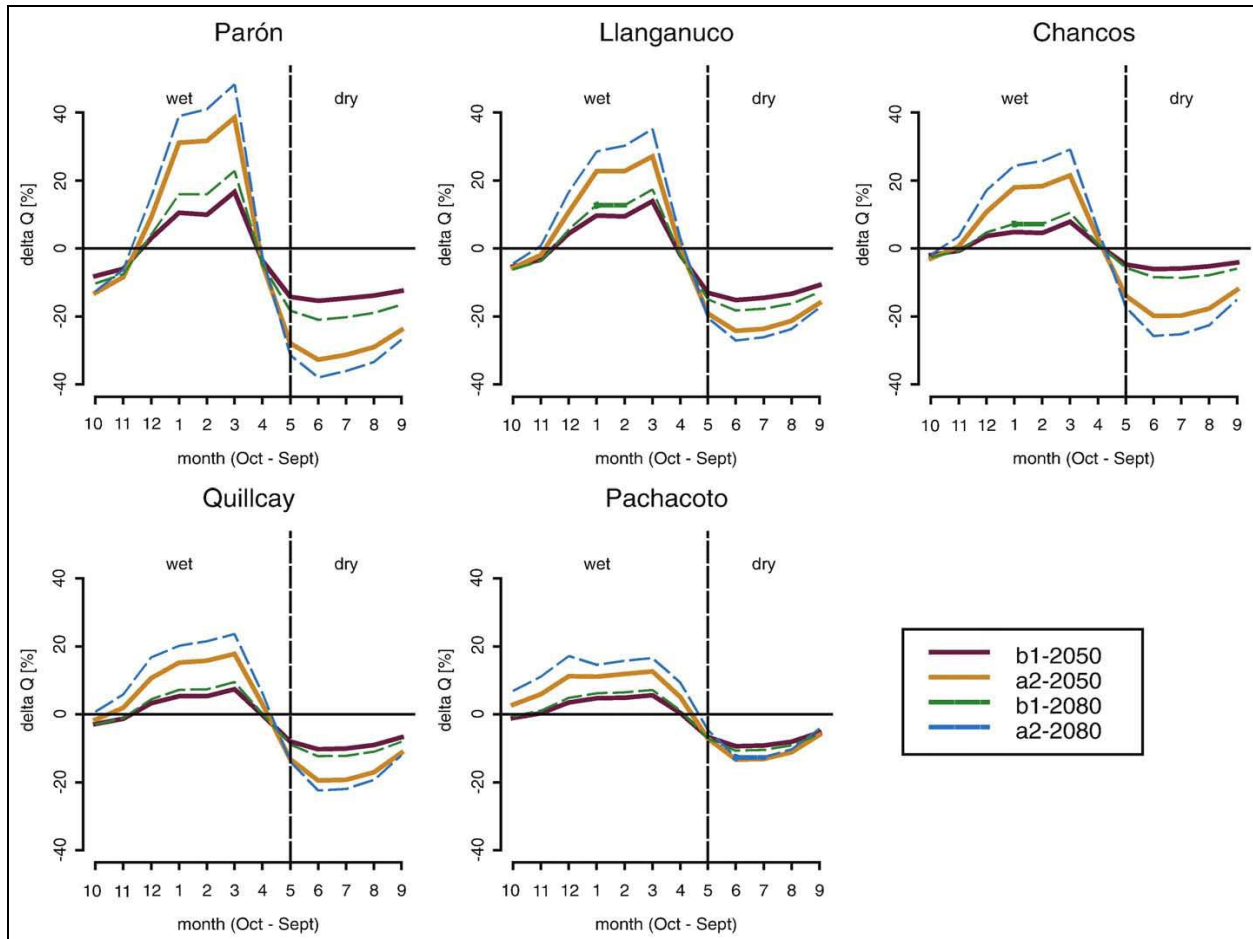 Parón
wet dry
delta Q [%]
40
20
0
-20
-40
10 11 12 1 2 3 4 5 6 7 8 9
month (Oct - Sept)
Llanganuco
wet dry
delta Q [%]
40
20
0
-20
-40
10 11 12 1 2 3 4 5 6 7 8 9
month (Oct - Sept)
Chancos
wet dry
delta Q [%]
40
20
0
-20
-40
10 11 12 1 2 3 4 5 6 7 8 9
month (Oct - Sept)
Quillcay
wet dry
delta Q [%]
40
20
0
-20
-40
10 11 12 1 2 3 4 5 6 7 8 9
month (Oct - Sept)
Pachacoto
wet dry
delta Q [%]
40
20
0
-20
-40
10 11 12 1 2 3 4 5 6 7 8 9
month (Oct - Sept)
b1-2050
a2-2050
b1-2080
a2-2080